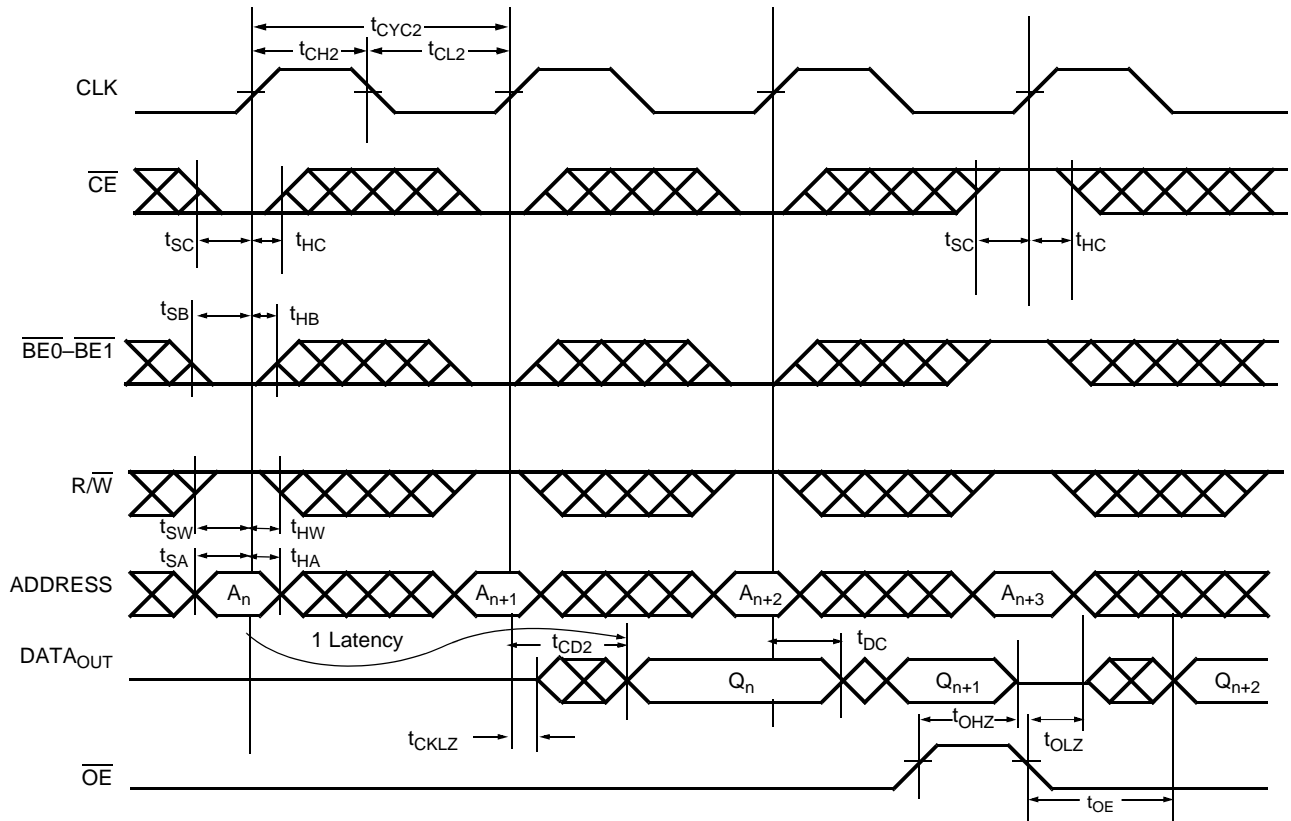 tCYC2
tCH2 tCL2
CLK
CE
tSC tHC tSC tHC
tSB tHB
BE0–BE1
R/W
tSW tHW
tSA tHA
ADDRESS An An+1 An+2 An+3
1 Latency tCD2 tDC
DATAOUT Qn Qn+1 Qn+2
tOHZ
tCKLZ tOLZ
OE
tOE